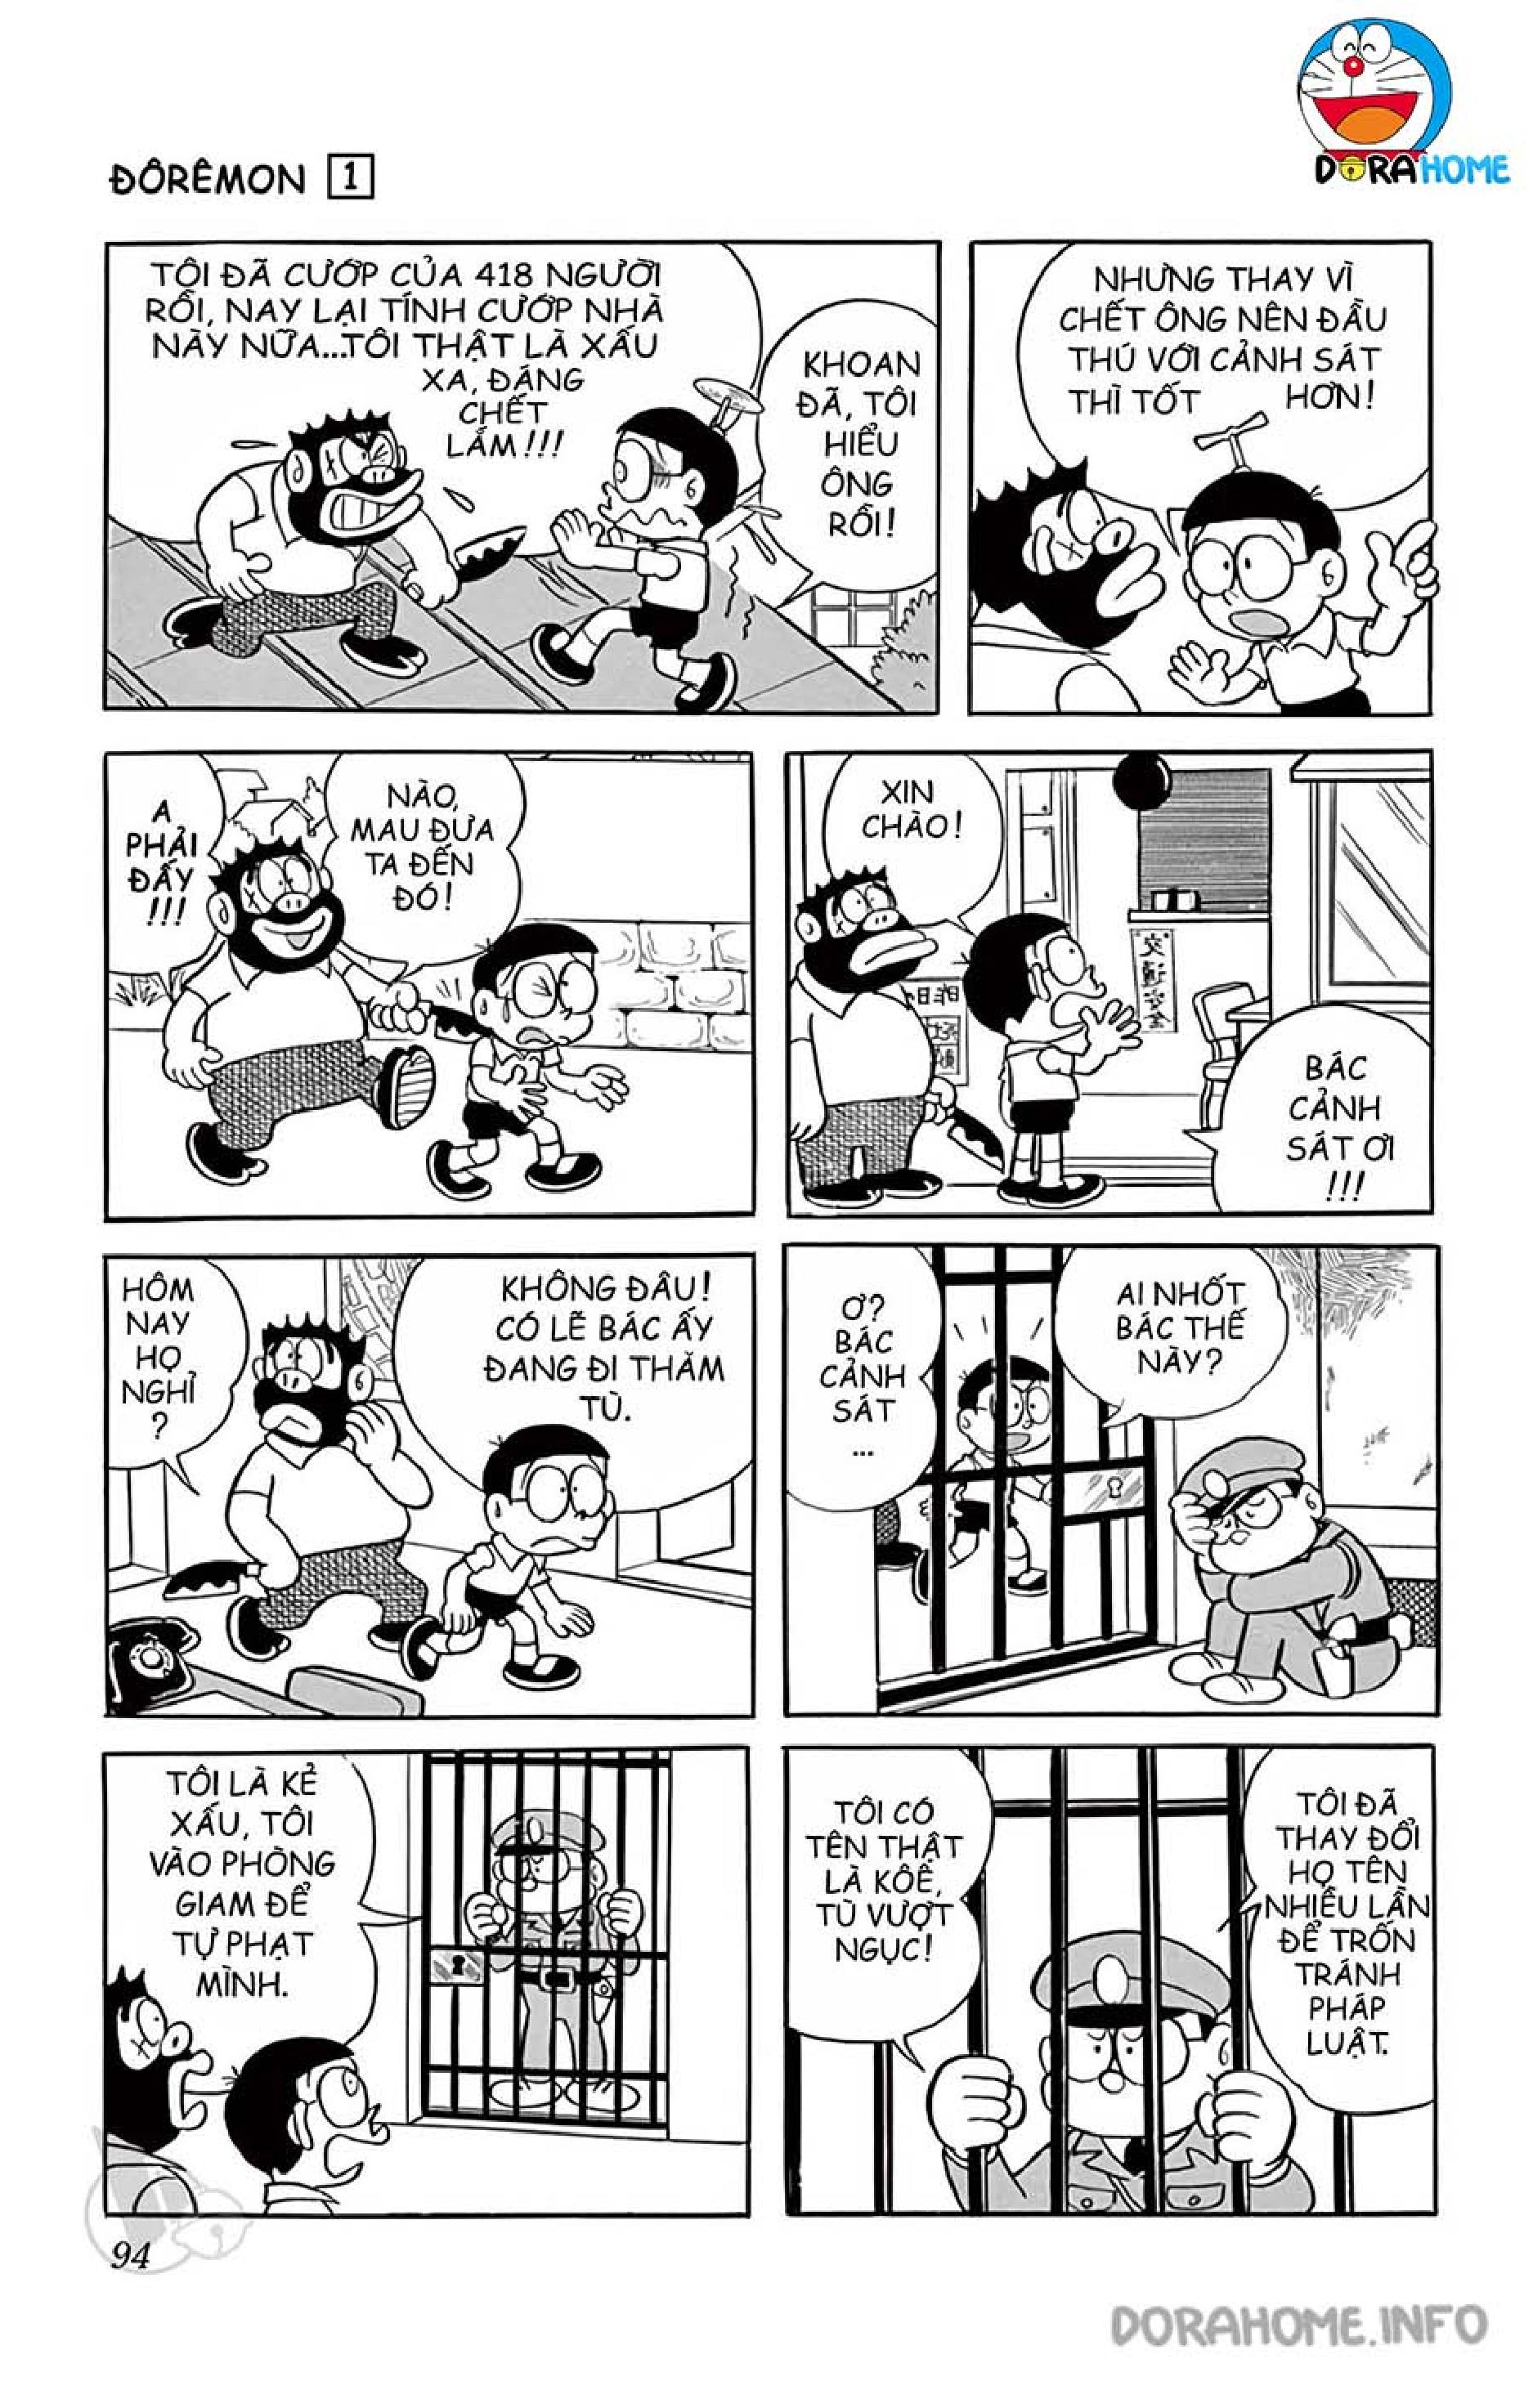 DORAHOME
ĐÔRÊMON 1
TÔI ĐÃ CƯỚP CỦA 418 NGƯỜI
RỒI, NAY LẠI TÍNH CƯỚP NHÀ
NÀY NỮA...TÔI THẬT LÀ XẤU
XA, ĐÁNG
CHẾT
LẮM!!!
KHOAN
ĐÃ, TÔI
HIỂU
ÔNG
RỒI!
NHƯNG THAY VÌ
CHẾT ÔNG NÊN ĐẦU
THÚ VỚI CẢNH SÁT
THÌ TỐT HƠN!
A
PHẢI
ĐẤY
!!!
NÀO,
MAU ĐƯA
TA ĐẾN
ĐÓ!
XIN
CHÀO!
BÁC
CẢNH
SÁT ƠI
!!!
HÔM
NAY
HỌ
NGHỈ
?
KHÔNG ĐÂU!
CÓ LẼ BÁC ẤY
ĐANG ĐI THĂM
TÙ.
Ơ?
BÁC
CẢNH
SÁT
...
AI NHỐT
BÁC THẾ
NÀY?
TÔI LÀ KẺ
XẤU, TÔI
VÀO PHÒNG
GIAM ĐỂ
TỰ PHẠT
MÌNH.
TÔI CÓ
TÊN THẬT
LÀ KÔÊ,
TÙ VƯỢT
NGỤC!
TÔI ĐÃ
THAY ĐỔI
HỌ TÊN
NHIỀU LẦN
ĐỂ TRỐN
TRÁNH
PHÁP
LUẬT.
94
DORAHOME.INFO